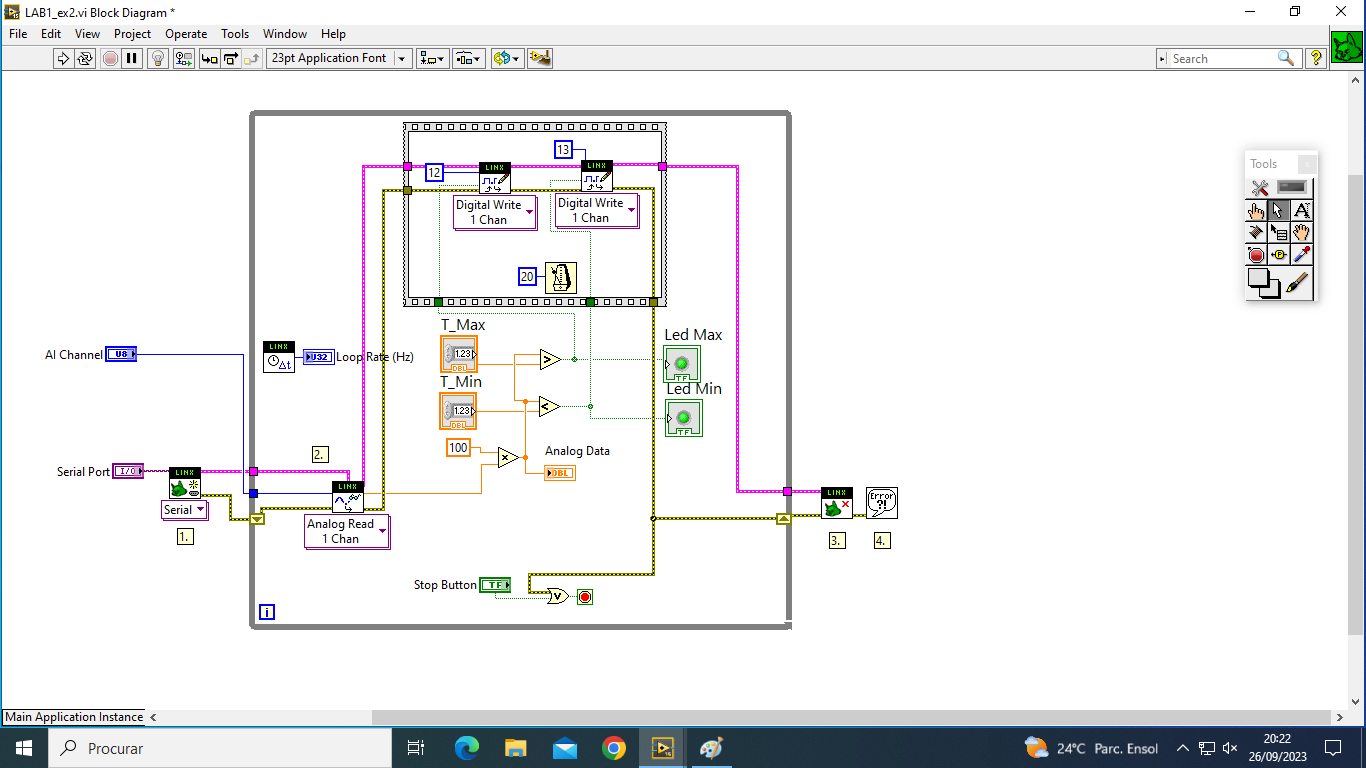 LAB1_ex2.vi Block Diagram *
File Edit View Project Operate Tools Window Help
23pt Application Font
Search
13
LINX
LINX
12
Digital Write
1 Chan
Digital Write
1 Chan
20
Tools
T_Max
Led Max
1.23
DBL
TF
AI Channel
U8
LINX
U32
Loop Rate (Hz)
T_Min
Led Min
1.23
DBL
TF
100
Analog Data
DBL
2.
Serial Port
I/O
LINX
Serial
1.
LINX
Analog Read
1 Chan
LINX
Error
?!
3.
4.
Stop Button
TF
i
Main Application Instance
Procurar
24°C Parc. Ensol
20:22
26/09/2023